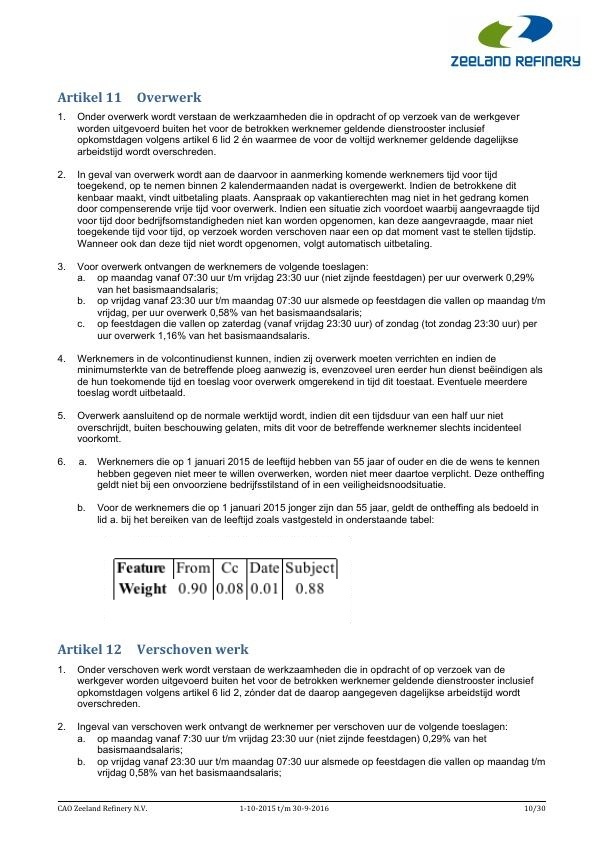 ZEELAND REFINERY
Artikel 11 Overwerk
1. Onder overwerk wordt verstaan de werkzaamheden die in opdracht of op verzoek van de werkgever
worden uitgevoerd buiten het voor de betrokken werknemer geldende dienstrooster inclusief
opkomstdagen volgens artikel 6 lid 2 én waarmee de voor de voltijd werknemer geldende dagelijkse
arbeidstijd wordt overschreden.
2. In geval van overwerk wordt aan de daarvoor in aanmerking komende werknemers tijd voor tijd
toegekend, op te nemen binnen 2 kalendermaanden nadat is overgewerkt. Indien de betrokkene dit
kenbaar maakt, vindt uitbetaling plaats. Aanspraak op vakantierechten mag niet in het gedrang komen
door compenserende vrije tijd voor overwerk. Indien een situatie zich voordoet waarbij aangevraagde tijd
voor tijd door bedrijfsomstandigheden niet kan worden opgenomen, kan deze aangevraagde, maar niet
toegekende tijd voor tijd, op verzoek worden verschoven naar een op dat moment vast te stellen tijdstip.
Wanneer ook dan deze tijd niet wordt opgenomen, volgt automatisch uitbetaling.
3. Voor overwerk ontvangen de werknemers de volgende toeslagen:
a. op maandag vanaf 07:30 uur t/m vrijdag 23:30 uur (niet zijnde feestdagen) per uur overwerk 0,29%
van het basismaandsalaris;
b. op vrijdag vanaf 23:30 uur t/m maandag 07:30 uur alsmede op feestdagen die vallen op maandag t/m
vrijdag, per uur overwerk 0,58% van het basismaandsalaris;
c. op feestdagen die vallen op zaterdag (vanaf vrijdag 23:30 uur) of zondag (tot zondag 23:30 uur) per
uur overwerk 1,16% van het basismaandsalaris.
4. Werknemers in de volcontinudienst kunnen, indien zij overwerk moeten verrichten en indien de
minimumsterkte van de betreffende ploeg aanwezig is, evenzoveel uren eerder hun dienst beëindigen als
de hun toekomende tijd en toeslag voor overwerk omgerekend in tijd dit toestaat. Eventuele meerdere
toeslag wordt uitbetaald.
5. Overwerk aansluitend op de normale werktijd wordt, indien dit een tijdsduur van een half uur niet
overschrijdt, buiten beschouwing gelaten, mits dit voor de betreffende werknemer slechts incidenteel
voorkomt.
6. a. Werknemers die op 1 januari 2015 de leeftijd hebben van 55 jaar of ouder en die de wens te kennen
hebben gegeven niet meer te willen overwerken, worden niet meer daartoe verplicht. Deze ontheffing
geldt niet bij een onvoorziene bedrijfsstilstand of in een veiligheidsnoodsituatie.
b. Voor de werknemers die op 1 januari 2015 jonger zijn dan 55 jaar, geldt de ontheffing als bedoeld in
lid a. bij het bereiken van de leeftijd zoals vastgesteld in onderstaande tabel:
Feature From Cc Date Subject
Weight 0.90 0.08 0.01 0.88
Artikel 12 Verschoven werk
1. Onder verschoven werk wordt verstaan de werkzaamheden die in opdracht of op verzoek van de
werkgever worden uitgevoerd buiten het voor de betrokken werknemer geldende dienstrooster inclusief
opkomstdagen volgens artikel 6 lid 2, zónder dat de daarop aangegeven dagelijkse arbeidstijd wordt
overschreden.
2. Ingeval van verschoven werk ontvangt de werknemer per verschoven uur de volgende toeslagen:
a. op maandag vanaf 7:30 uur t/m vrijdag 23:30 uur (niet zijnde feestdagen) 0,29% van het
basismaandsalaris;
b. op vrijdag vanaf 23:30 uur t/m maandag 07:30 uur alsmede op feestdagen die vallen op maandag t/m
vrijdag 0,58% van het basismaandsalaris;
CAO Zeeland Refinery N.V. 1-10-2015 t/m 30-9-2016 10/30